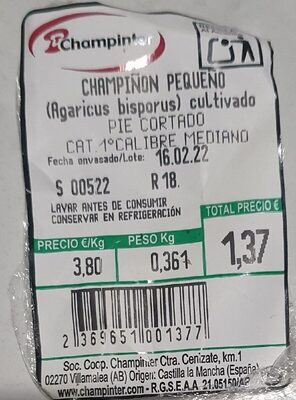 Champinter
CHAMPIÑON PEQUEÑO
(Agaricus bisporus) cultivado
PIE CORTADO
CAT.1ºCALIBRE MEDIANO
Fecha envasado/Lote: 16.02.22
S 00522 R18.
LAVAR ANTES DE CONSUMIR
CONSERVAR EN REFRIGERACIÓN
TOTAL PRECIO €
PRECIO €/Kg PESO Kg
3,80 0,361 1,37
2 369651 001377
Soc. Coop. Champinter Ctra. Cenizate, km.1
02270 Villamalea (AB) Origen: Castilla la Mancha (España)
www.champinter.com - R.G.S.E.A.A 21.05150/AB